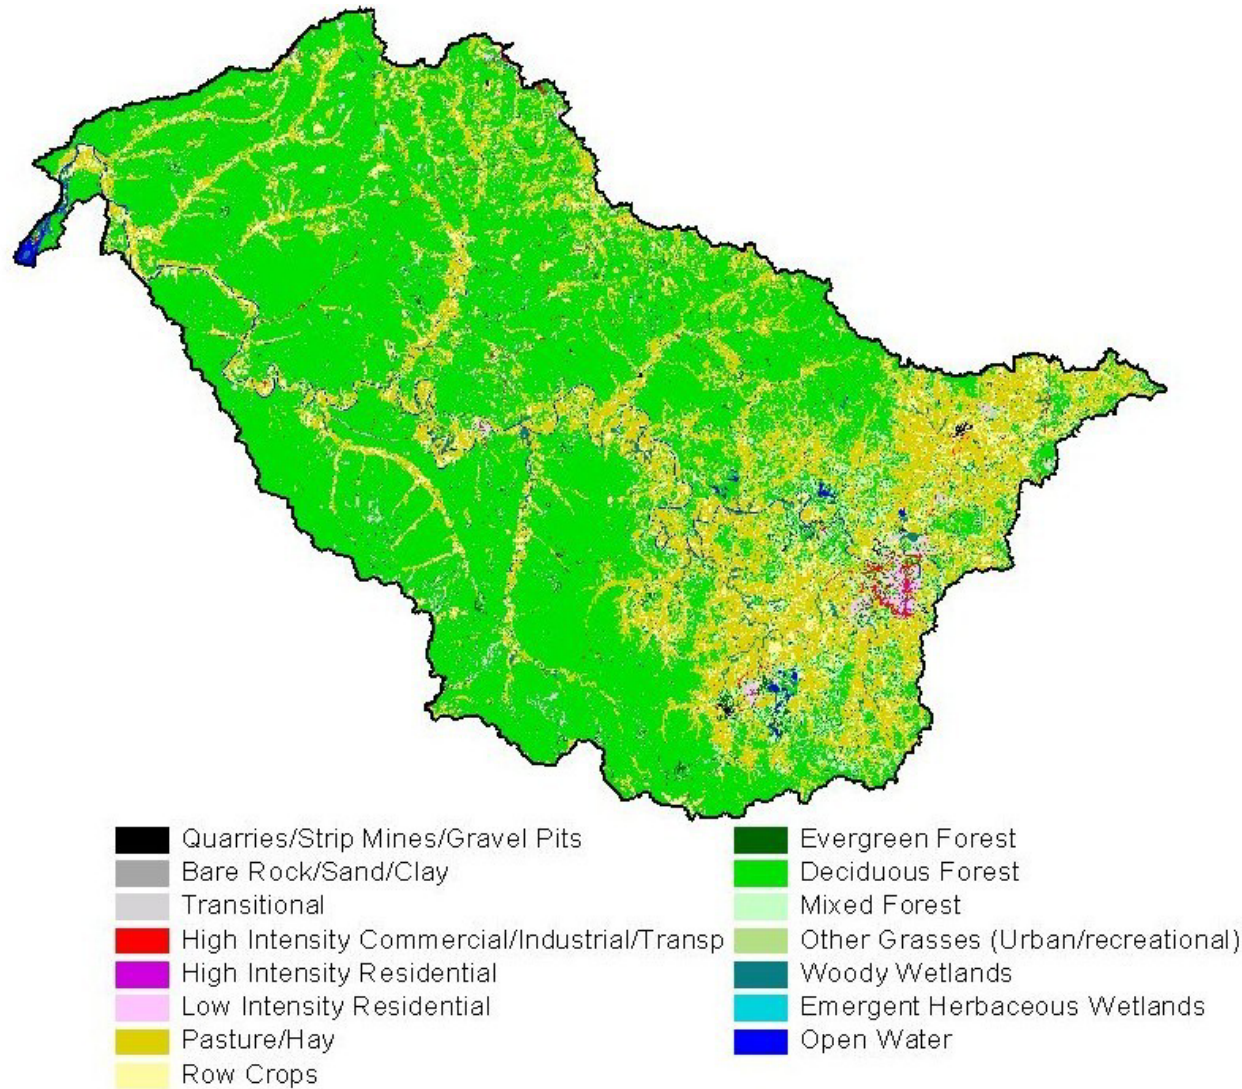 Quarries/Strip Mines/Gravel Pits
Bare Rock/Sand/Clay
Transitional
High Intensity Commercial/Industrial/Transp
High Intensity Residential
Low Intensity Residential
Pasture/Hay
Row Crops
Evergreen Forest
Deciduous Forest
Mixed Forest
Other Grasses (Urban/recreational)
Woody Wetlands
Emergent Herbaceous Wetlands
Open Water